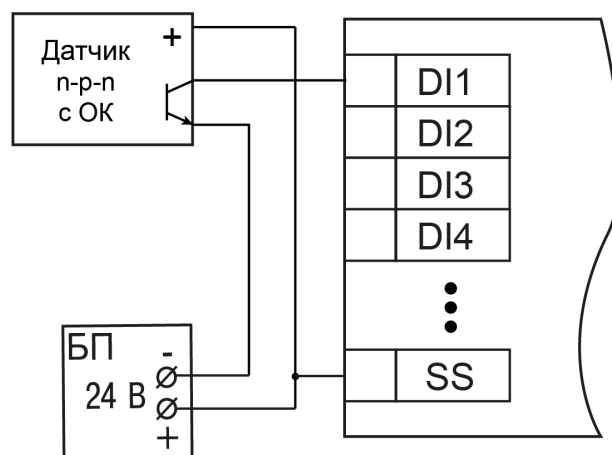 Датчик
n-p-n
с ОК
+
DI1
DI2
DI3
DI4
SS
БП
-
24 В
+